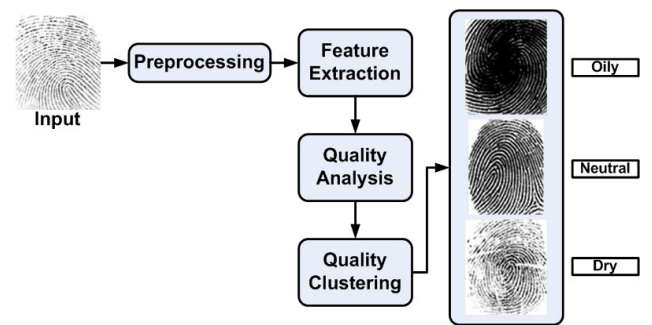 Input
Preprocessing
Feature
Extraction
Quality
Analysis
Quality
Clustering
Oily
Neutral
Dry